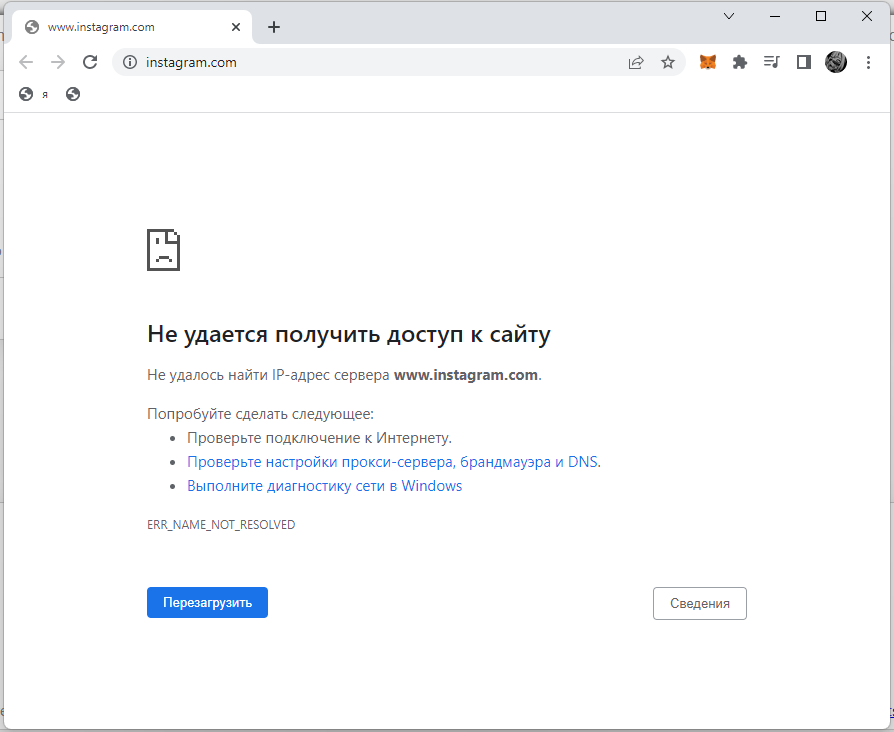 www.instagram.com
instagram.com
я
Не удается получить доступ к сайту
Не удалось найти IP-адрес сервера www.instagram.com.
Попробуйте сделать следующее:
Проверьте подключение к Интернету.
Проверьте настройки прокси-сервера, брандмауэра и DNS.
Выполните диагностику сети в Windows
ERR_NAME_NOT_RESOLVED
Перезагрузить
Сведения